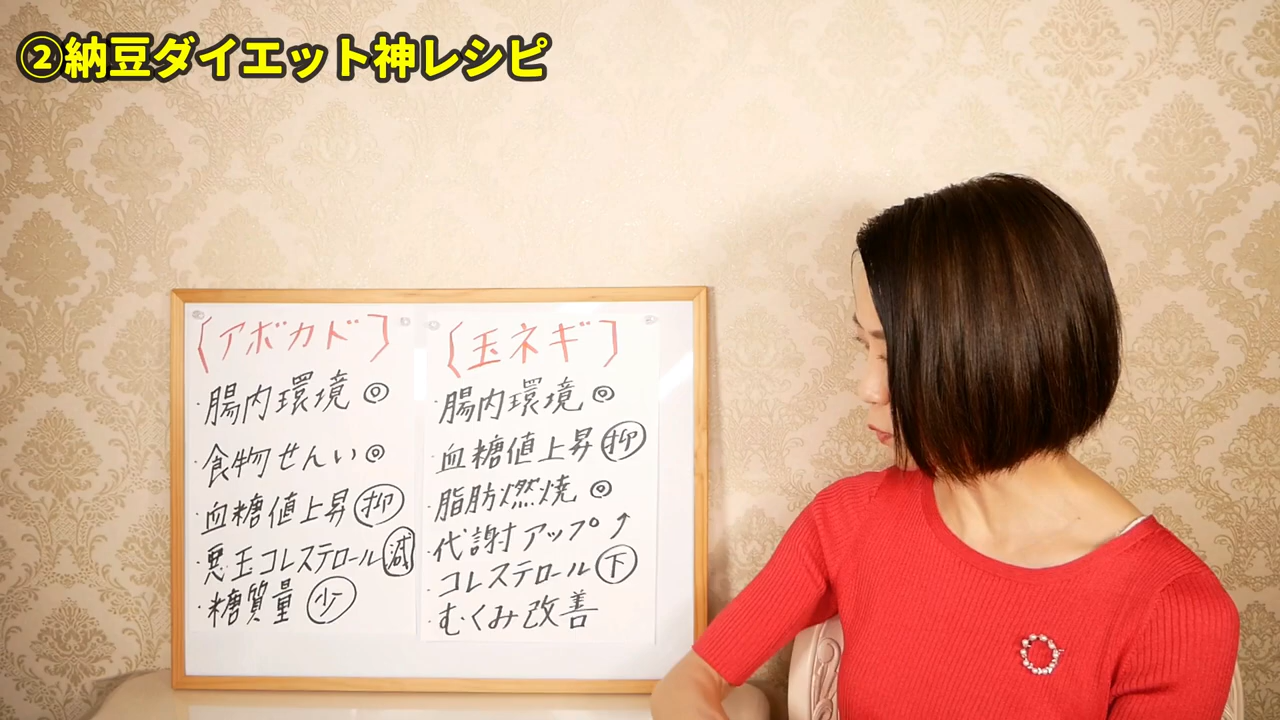 ②納豆ダイエット神レシピ
〔アボカド〕
・腸内環境◎
・食物せんい◎
・血糖値上昇抑
・悪玉コレステロール減
・糖質量少
〔玉ネギ〕
・腸内環境◎
・血糖値上昇抑
・脂肪燃焼◎
・代謝アップ↑
・コレステロール下
・むくみ改善